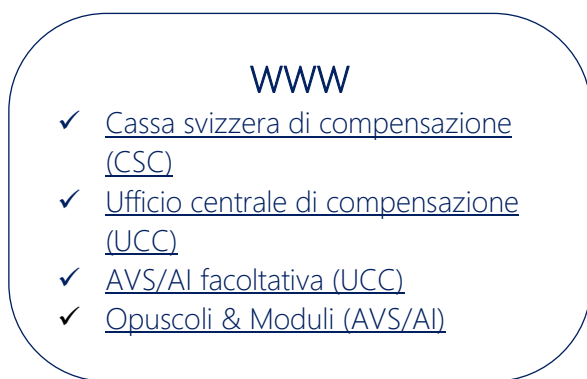 WWW
✓ Cassa svizzera di compensazione
(CSC)
✓ Ufficio centrale di compensazione
(UCC)
✓ AVS/AI facoltativa (UCC)
✓ Opuscoli & Moduli (AVS/AI)